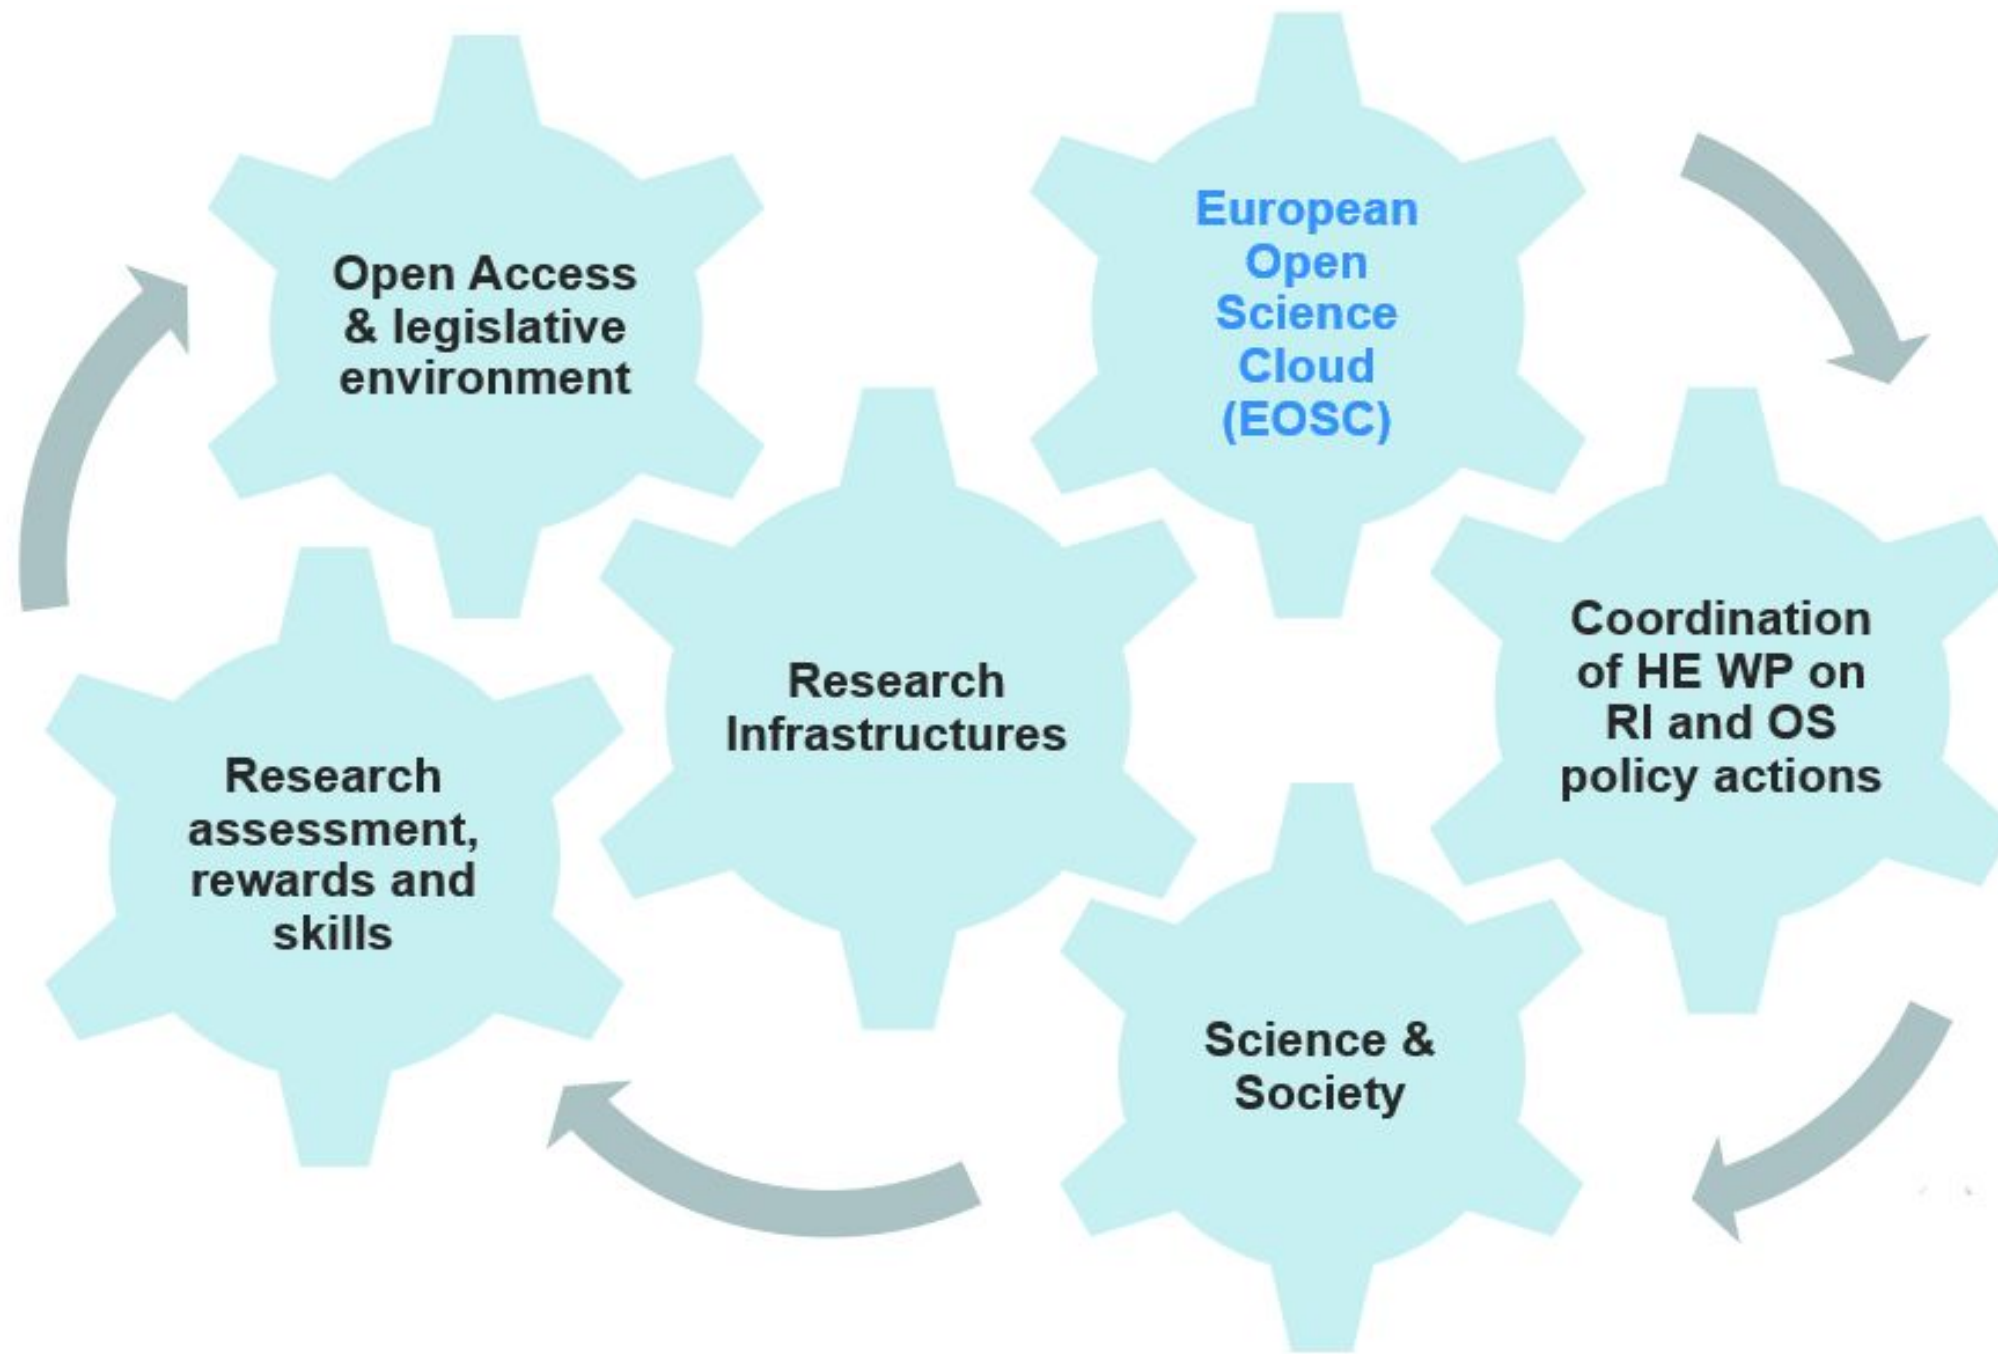 Open Access
& legislative
environment
European
Open
Science
Cloud
(EOSC)
Research
Infrastructures
Coordination
of HE WP on
RI and OS
policy actions
Research
assessment,
rewards and
skills
Science &
Society